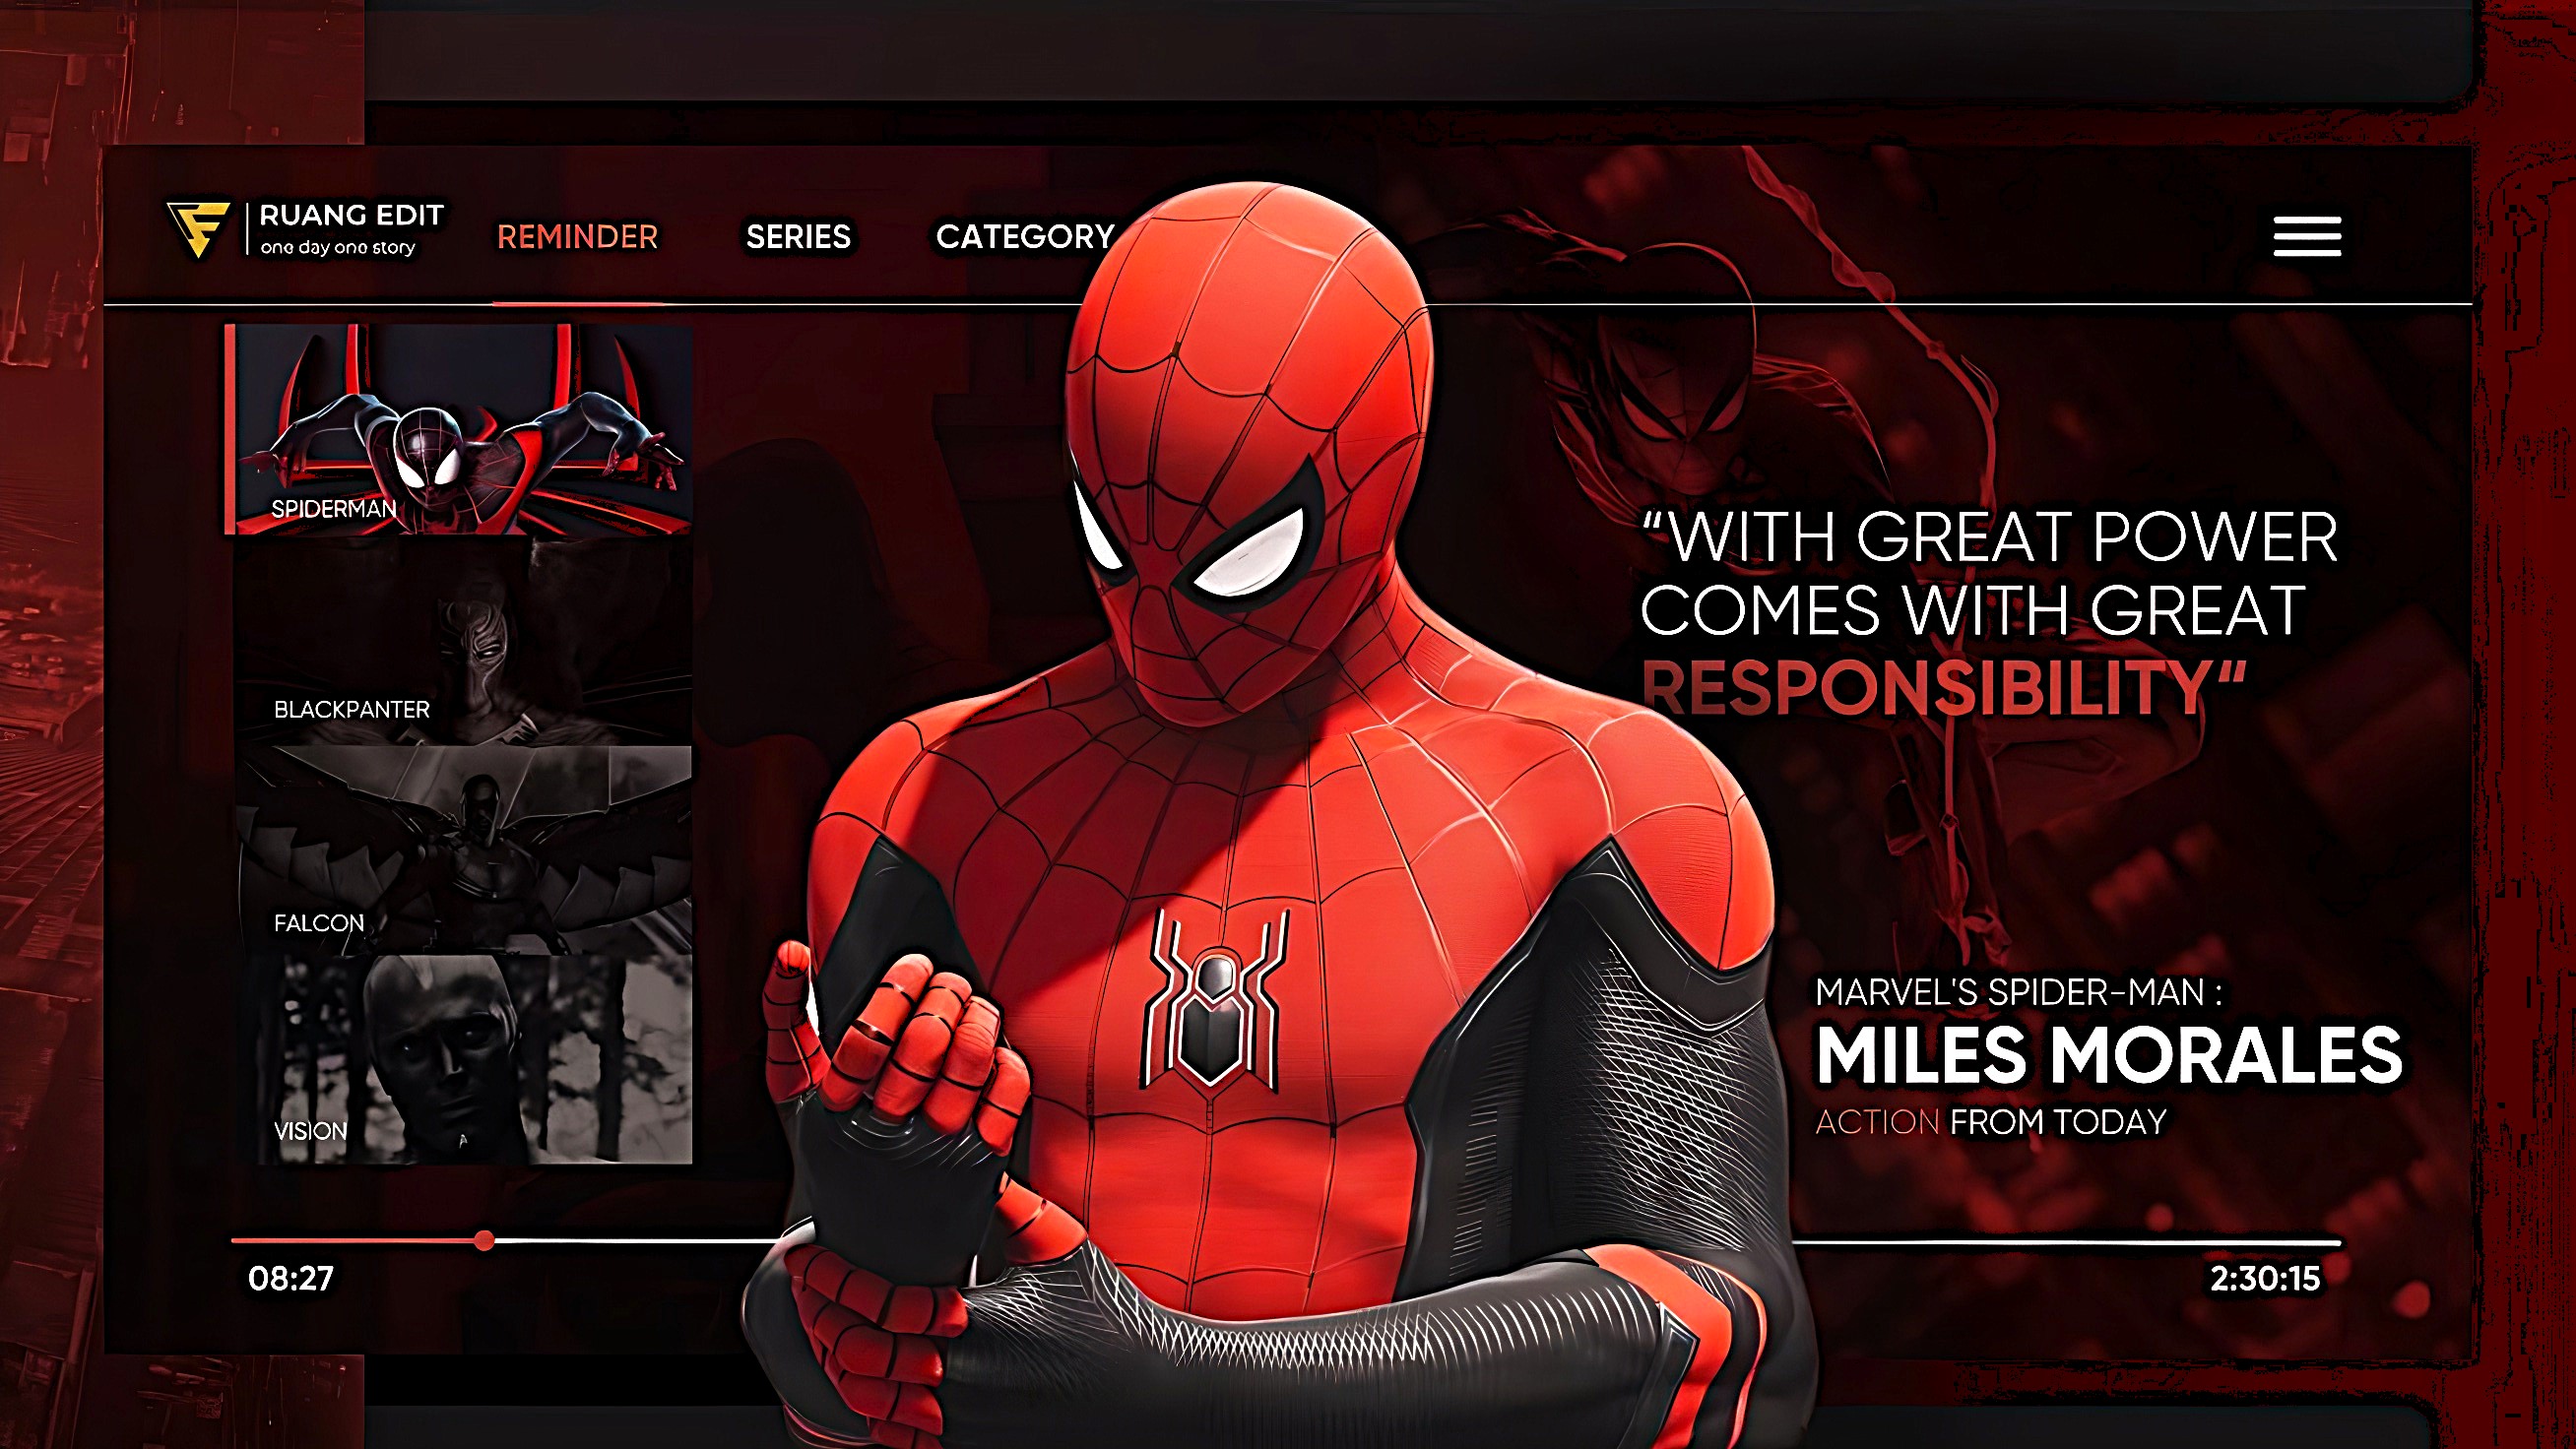 RUANG EDIT
one day one story
REMINDER
SERIES
CATEGORY
SPIDERMAN
BLACKPANTER
FALCON
VISION
“WITH GREAT POWER
COMES WITH GREAT
RESPONSIBILITY“
MARVEL'S SPIDER-MAN :
MILES MORALES
ACTION FROM TODAY
08:27
2:30:15